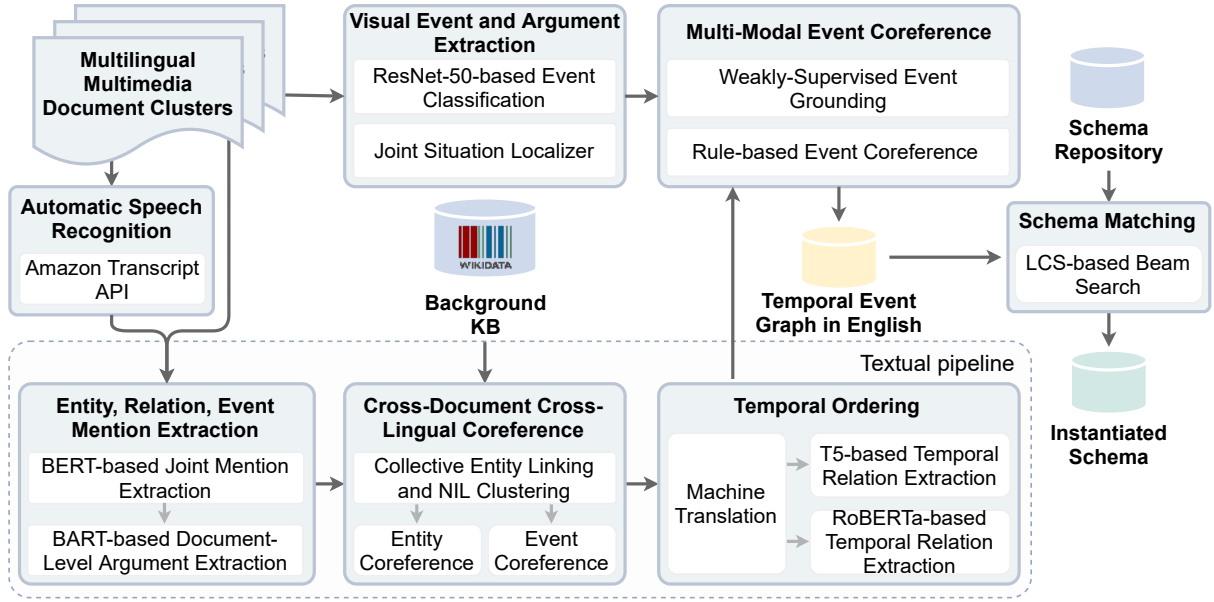 Multilingual
Multimedia
Document Clusters
Visual Event and Argument
Extraction
ResNet-50-based Event
Classification
Joint Situation Localizer
Multi-Modal Event Coreference
Weakly-Supervised Event
Grounding
Rule-based Event Coreference
Schema
Repository
Automatic Speech
Recognition
Amazon Transcript
API
WIKIDATA
Background
KB
Temporal Event
Graph in English
Schema Matching
LCS-based Beam
Search
Instantiated
Schema
Textual pipeline
Entity, Relation, Event
Mention Extraction
BERT-based Joint Mention
Extraction
BART-based Document-
Level Argument Extraction
Cross-Document Cross-
Lingual Coreference
Collective Entity Linking
and NIL Clustering
Entity
Coreference
Event
Coreference
Temporal Ordering
Machine
Translation
T5-based Temporal
Relation Extraction
RoBERTa-based
Temporal Relation
Extraction